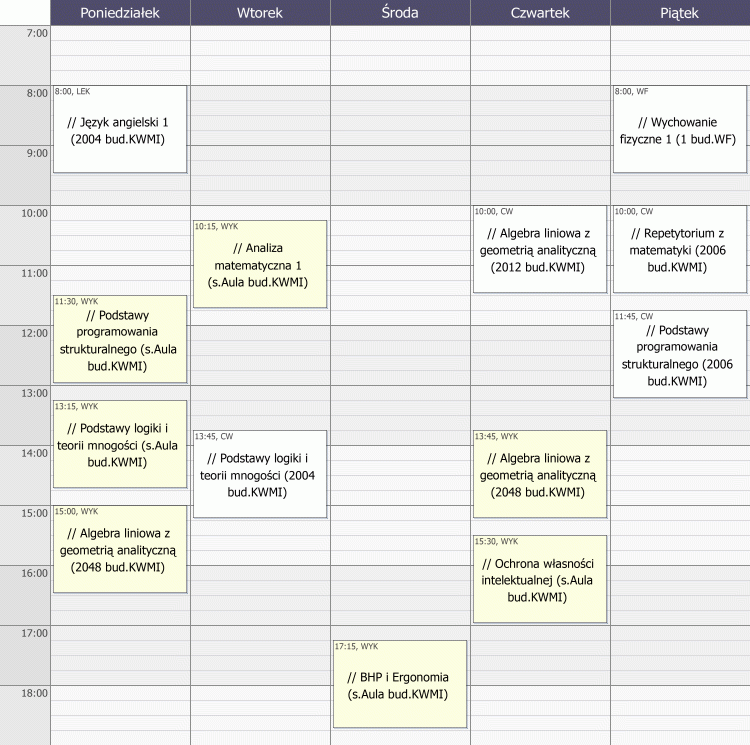 Poniedziałek
Wtorek
Środa
Czwartek
Piątek
7:00
8:00
9:00
10:00
11:00
12:00
13:00
14:00
15:00
16:00
17:00
18:00
8:00, LEK
// Język angielski 1
(2004 bud.KWMI)
11:30, WYK
// Podstawy
programowania
strukturalnego (s.Aula
bud.KWMI)
13:15, WYK
// Podstawy logiki i
teorii mnogości (s.Aula
bud.KWMI)
15:00, WYK
// Algebra liniowa z
geometrią analityczną
(2048 bud.KWMI)
10:15, WYK
// Analiza
matematyczna 1
(s.Aula bud.KWMI)
13:45, CW
// Podstawy logiki i
teorii mnogości (2004
bud.KWMI)
17:15, WYK
// BHP i Ergonomia
(s.Aula bud.KWMI)
10:00, CW
// Algebra liniowa z
geometrią analityczną
(2012 bud.KWMI)
13:45, WYK
// Algebra liniowa z
geometrią analityczną
(2048 bud.KWMI)
15:30, WYK
// Ochrona własności
intelektualnej (s.Aula
bud.KWMI)
8:00, WF
// Wychowanie
fizyczne 1 (1 bud.WF)
10:00, CW
// Repetytorium z
matematyki (2006
bud.KWMI)
11:45, CW
// Podstawy
programowania
strukturalnego (2006
bud.KWMI)